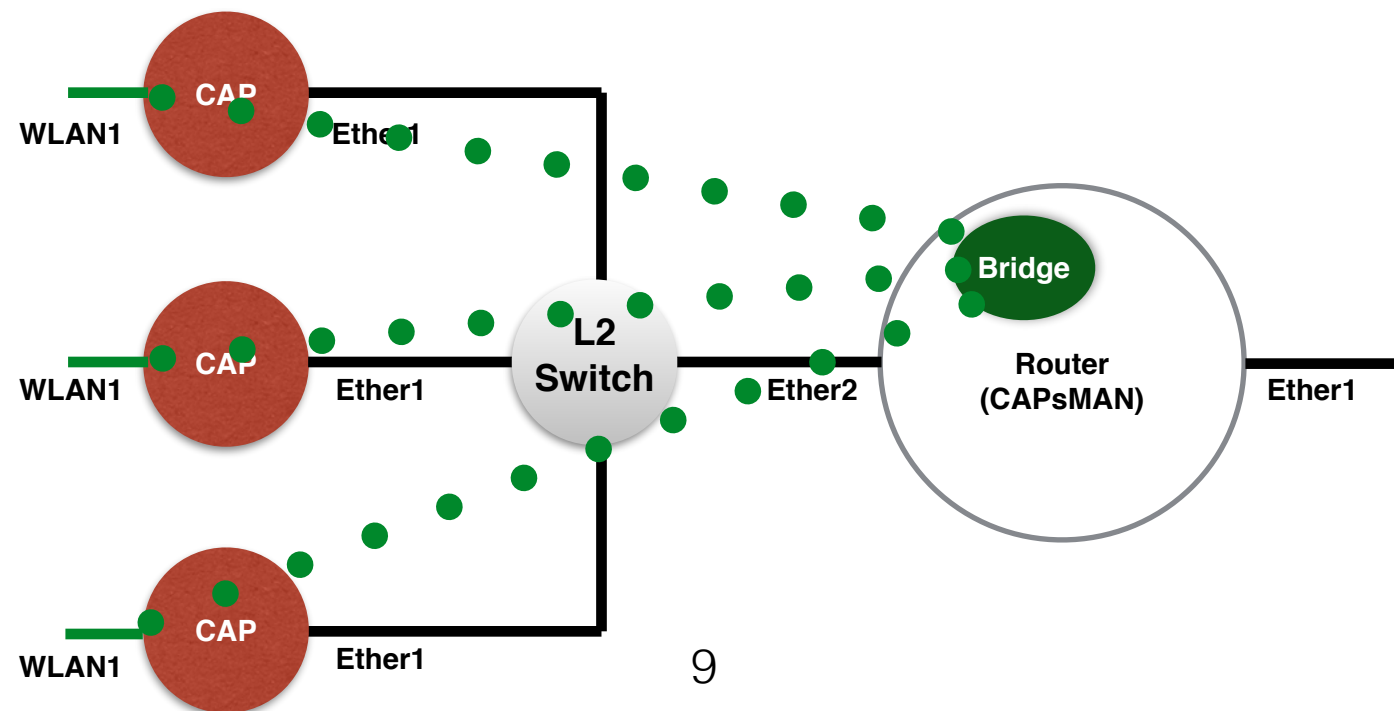 CAP
WLAN1
Ether1
Bridge
L2
Switch
CAP
WLAN1
Ether1
Ether2
Router
(CAPsMAN)
Ether1
CAP
WLAN1
Ether1
9